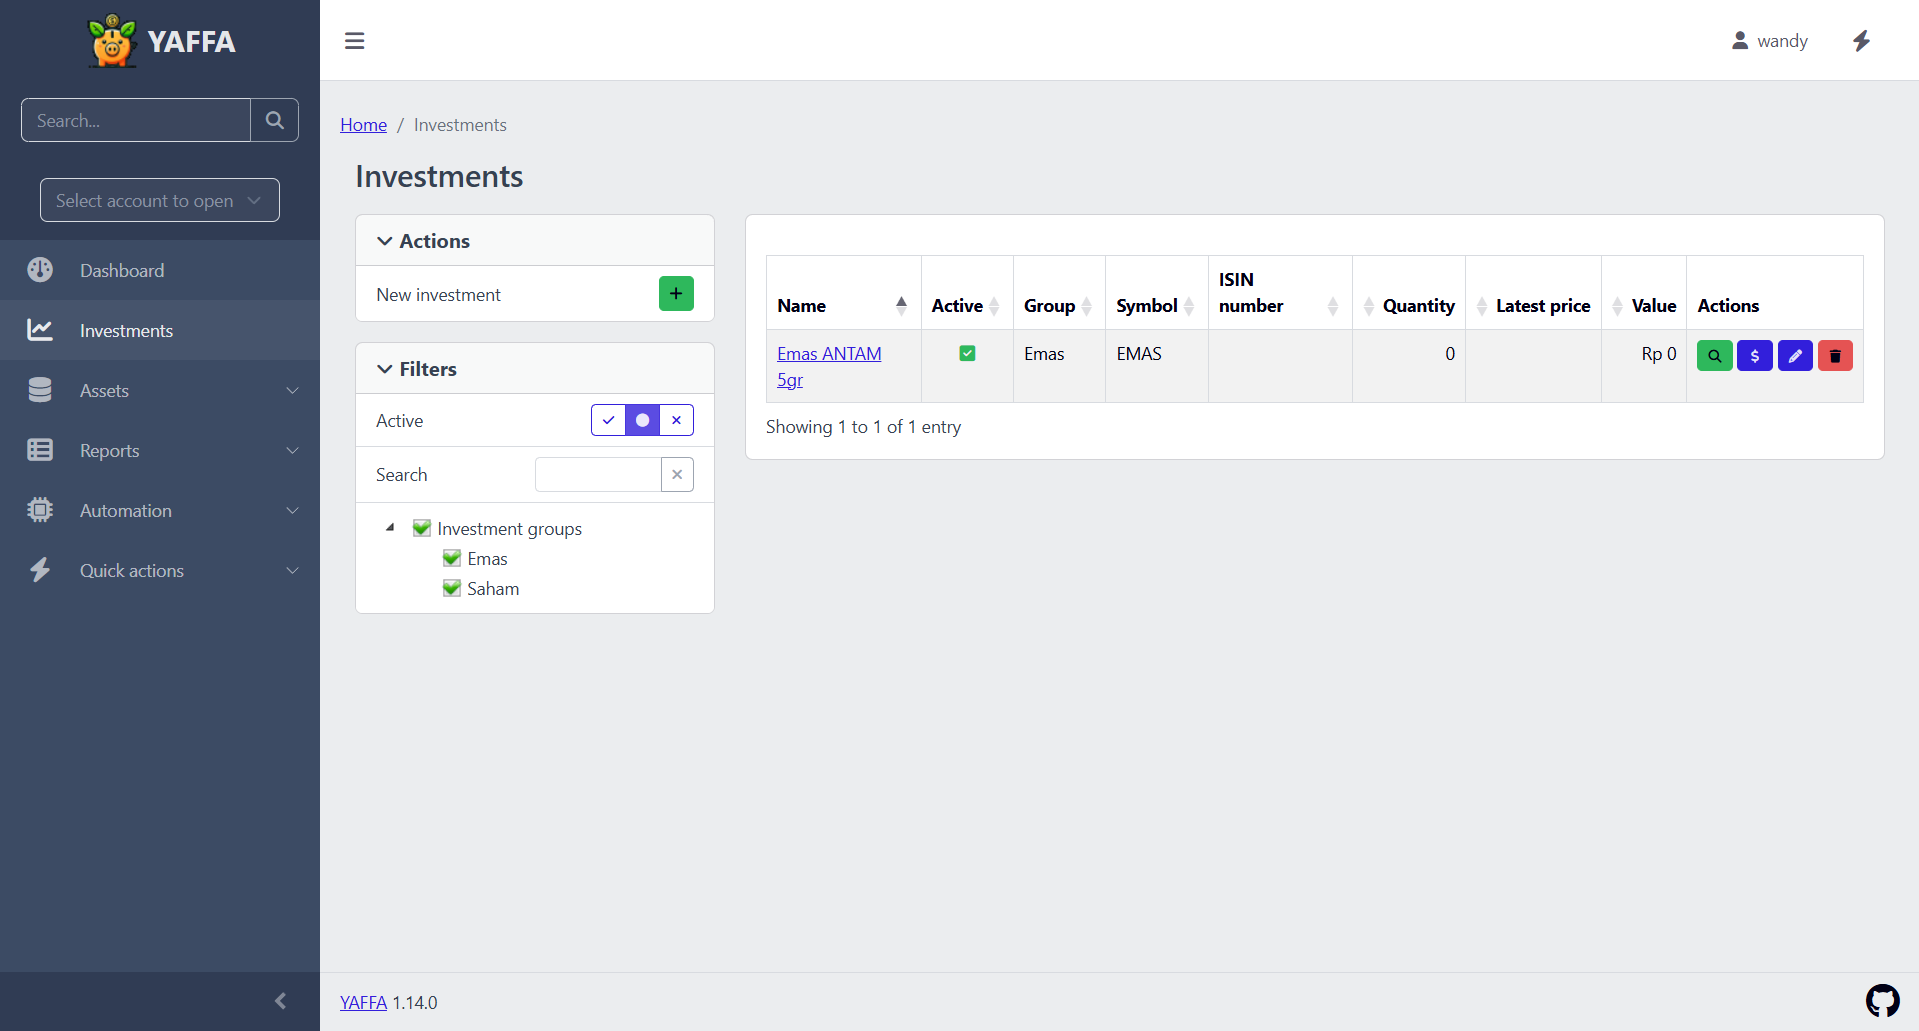 YAFFA
Search...
Select account to open
Dashboard
Investments
Assets
Reports
Automation
Quick actions
wandy
Home / Investments
Investments
Actions
New investment
Filters
Active
Search
Investment groups
Emas
Saham
Name Active Group Symbol ISIN number Quantity Latest price Value Actions
Emas ANTAM 5gr Emas EMAS 0 Rp 0
Showing 1 to 1 of 1 entry
YAFFA 1.14.0